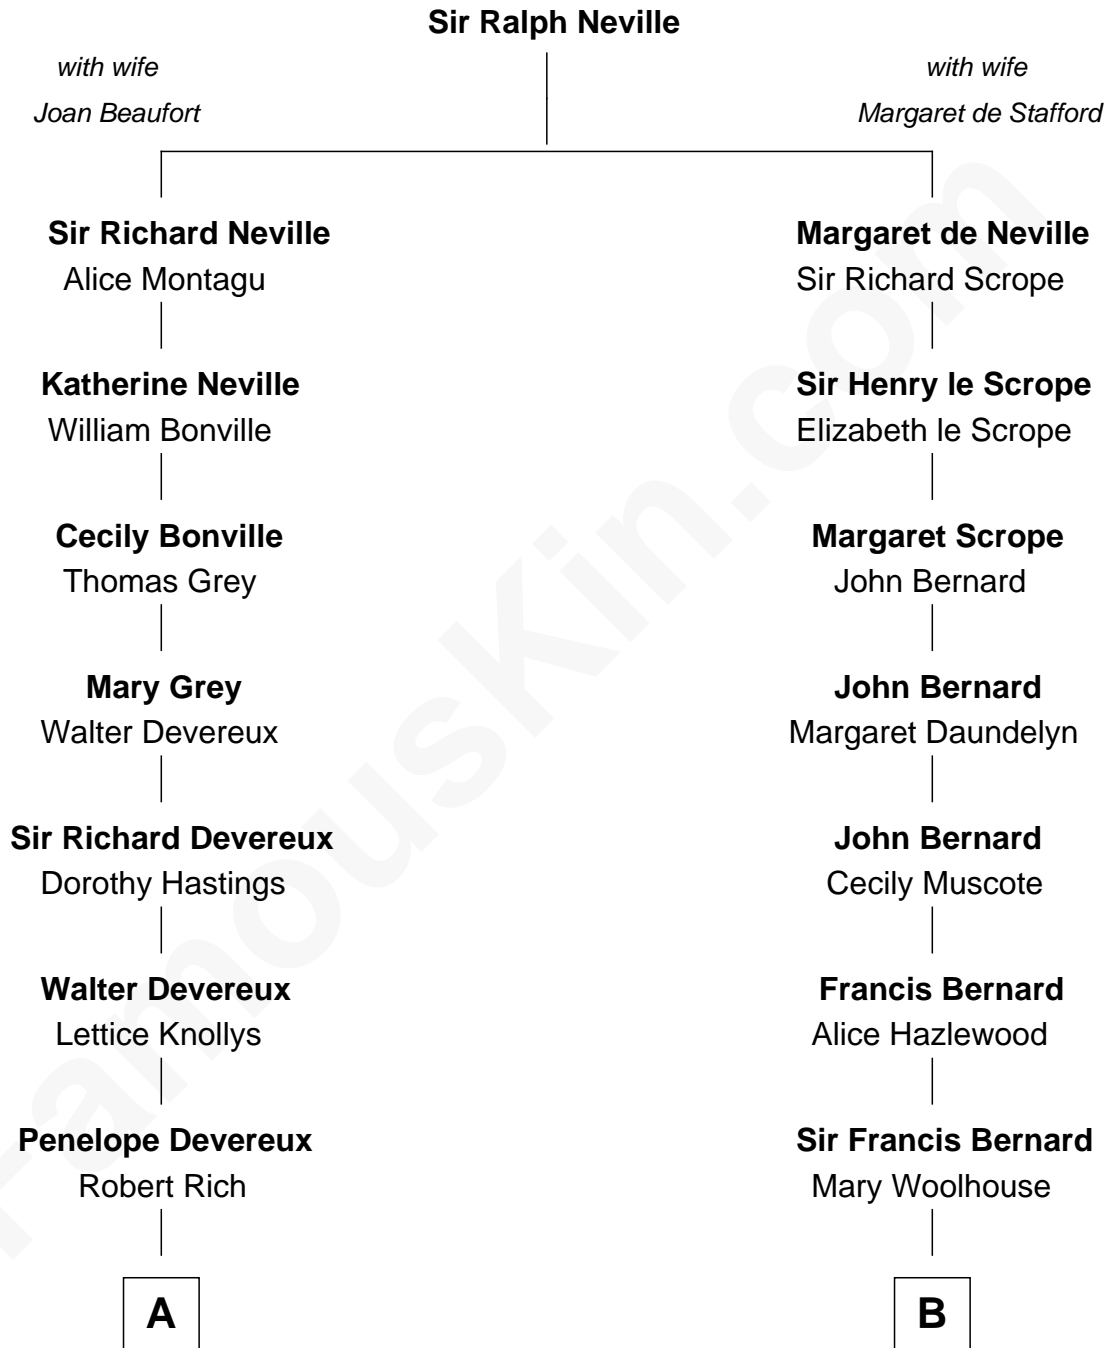 Sir Ralph Neville
with wife
Joan Beaufort
with wife
Margaret de Stafford
Sir Richard Neville
Alice Montagu
Katherine Neville
William Bonville
Cecily Bonville
Thomas Grey
Mary Grey
Walter Devereux
Sir Richard Devereux
Dorothy Hastings
Walter Devereux
Lettice Knollys
Penelope Devereux
Robert Rich
A
Margaret de Neville
Sir Richard Scrope
Sir Henry le Scrope
Elizabeth le Scrope
Margaret Scrope
John Bernard
John Bernard
Margaret Daundelyn
John Bernard
Cecily Muscote
Francis Bernard
Alice Hazlewood
Sir Francis Bernard
Mary Woolhouse
B
FamousKin.com